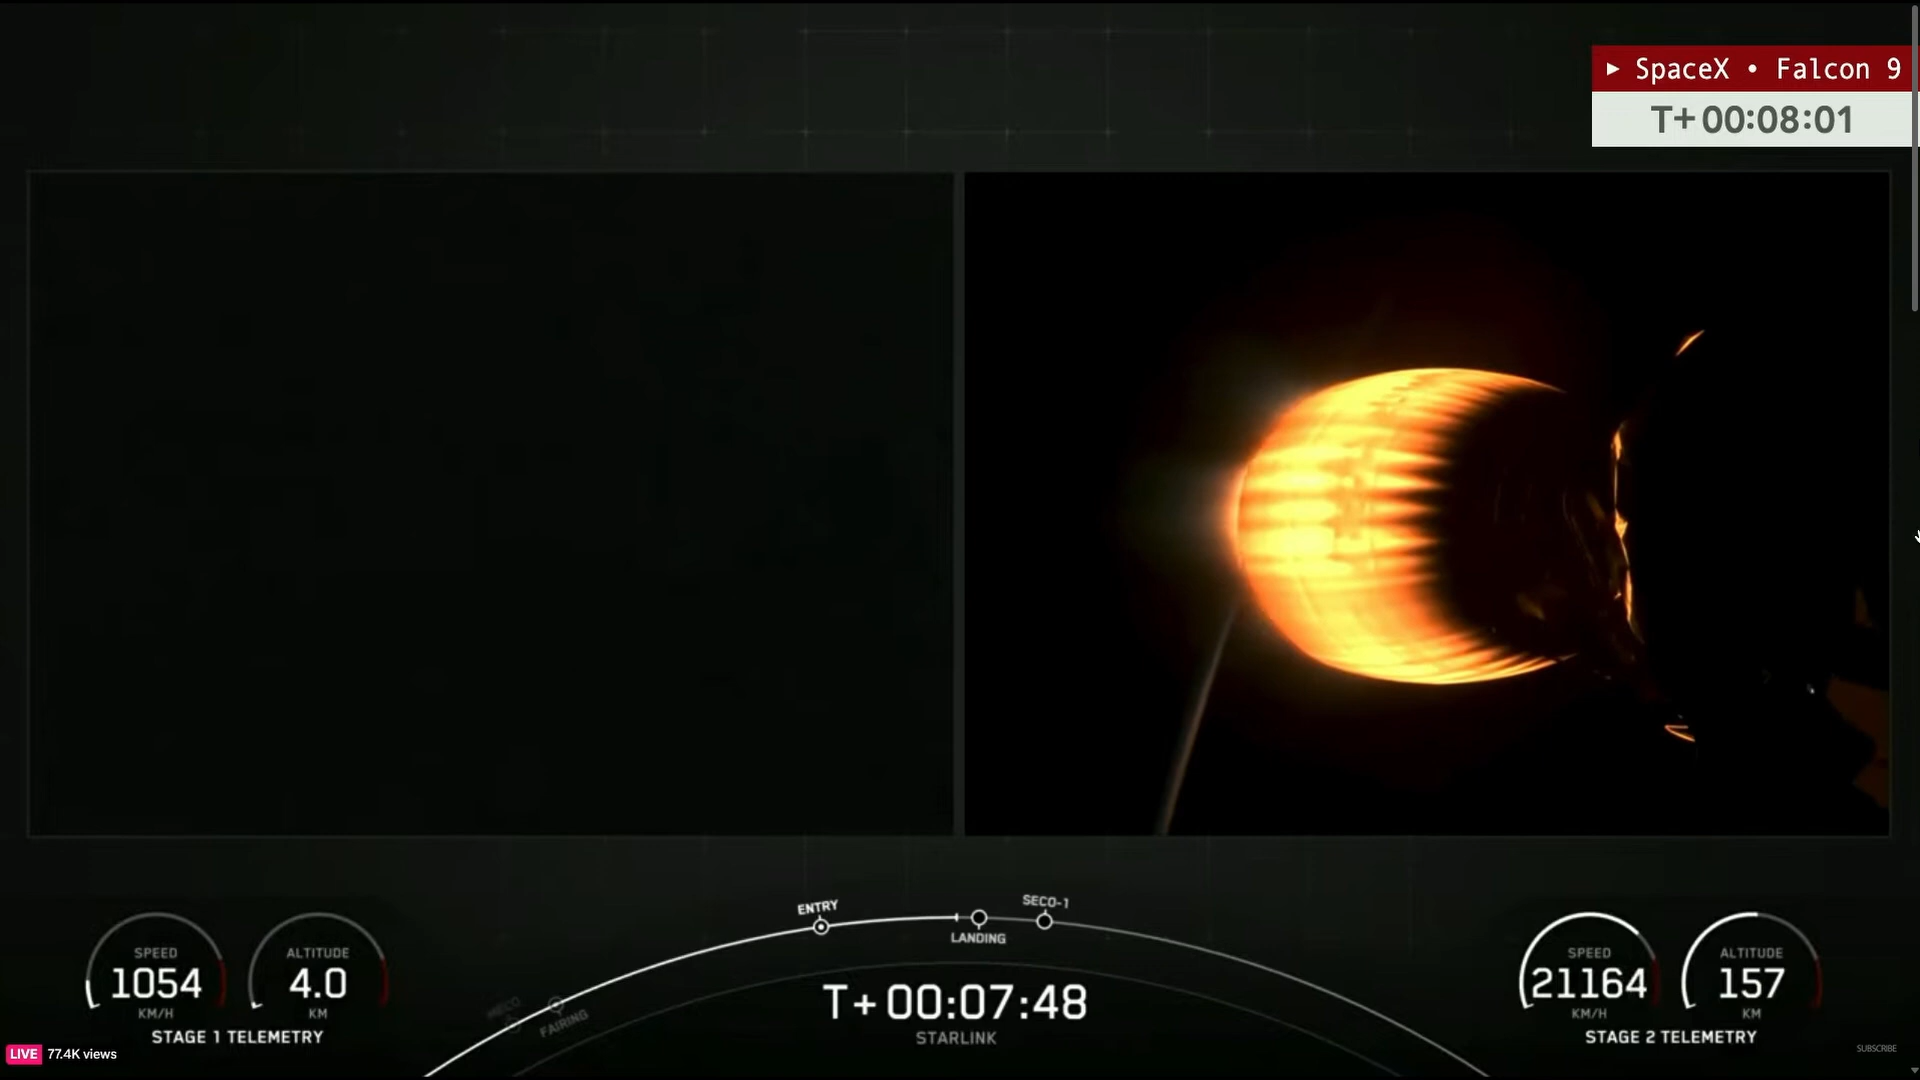 ▶ SpaceX • Falcon 9
T+00:08:01
ENTRY
SECO-1
LANDING
MECO
FAIRING
SPEED
1054
KM/H
ALTITUDE
4.0
KM
STAGE 1 TELEMETRY
T+00:07:48
STARLINK
SPEED
21164
KM/H
ALTITUDE
157
KM
STAGE 2 TELEMETRY
LIVE 77.4K views
SUBSCRIBE